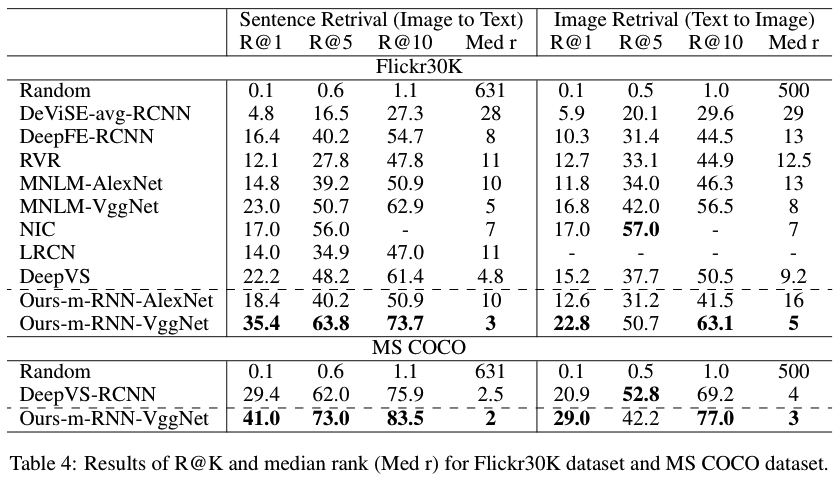 Sentence Retrival (Image to Text) Image Retrival (Text to Image)
R@1 R@5 R@10 Med r R@1 R@5 R@10 Med r
Flickr30K
Random 0.1 0.6 1.1 631 0.1 0.5 1.0 500
DeViSE-avg-RCNN 4.8 16.5 27.3 28 5.9 20.1 29.6 29
DeepFE-RCNN 16.4 40.2 54.7 8 10.3 31.4 44.5 13
RVR 12.1 27.8 47.8 11 12.7 33.1 44.9 12.5
MNLM-AlexNet 14.8 39.2 50.9 10 11.8 34.0 46.3 13
MNLM-VggNet 23.0 50.7 62.9 5 16.8 42.0 56.5 8
NIC 17.0 56.0 - 7 17.0 57.0 - 7
LRCN 14.0 34.9 47.0 11 - - - -
DeepVS 22.2 48.2 61.4 4.8 15.2 37.7 50.5 9.2
Ours-m-RNN-AlexNet 18.4 40.2 50.9 10 12.6 31.2 41.5 16
Ours-m-RNN-VggNet 35.4 63.8 73.7 3 22.8 50.7 63.1 5
MS COCO
Random 0.1 0.6 1.1 631 0.1 0.5 1.0 500
DeepVS-RCNN 29.4 62.0 75.9 2.5 20.9 52.8 69.2 4
Ours-m-RNN-VggNet 41.0 73.0 83.5 2 29.0 42.2 77.0 3
Table 4: Results of R@K and median rank (Med r) for Flickr30K dataset and MS COCO dataset.